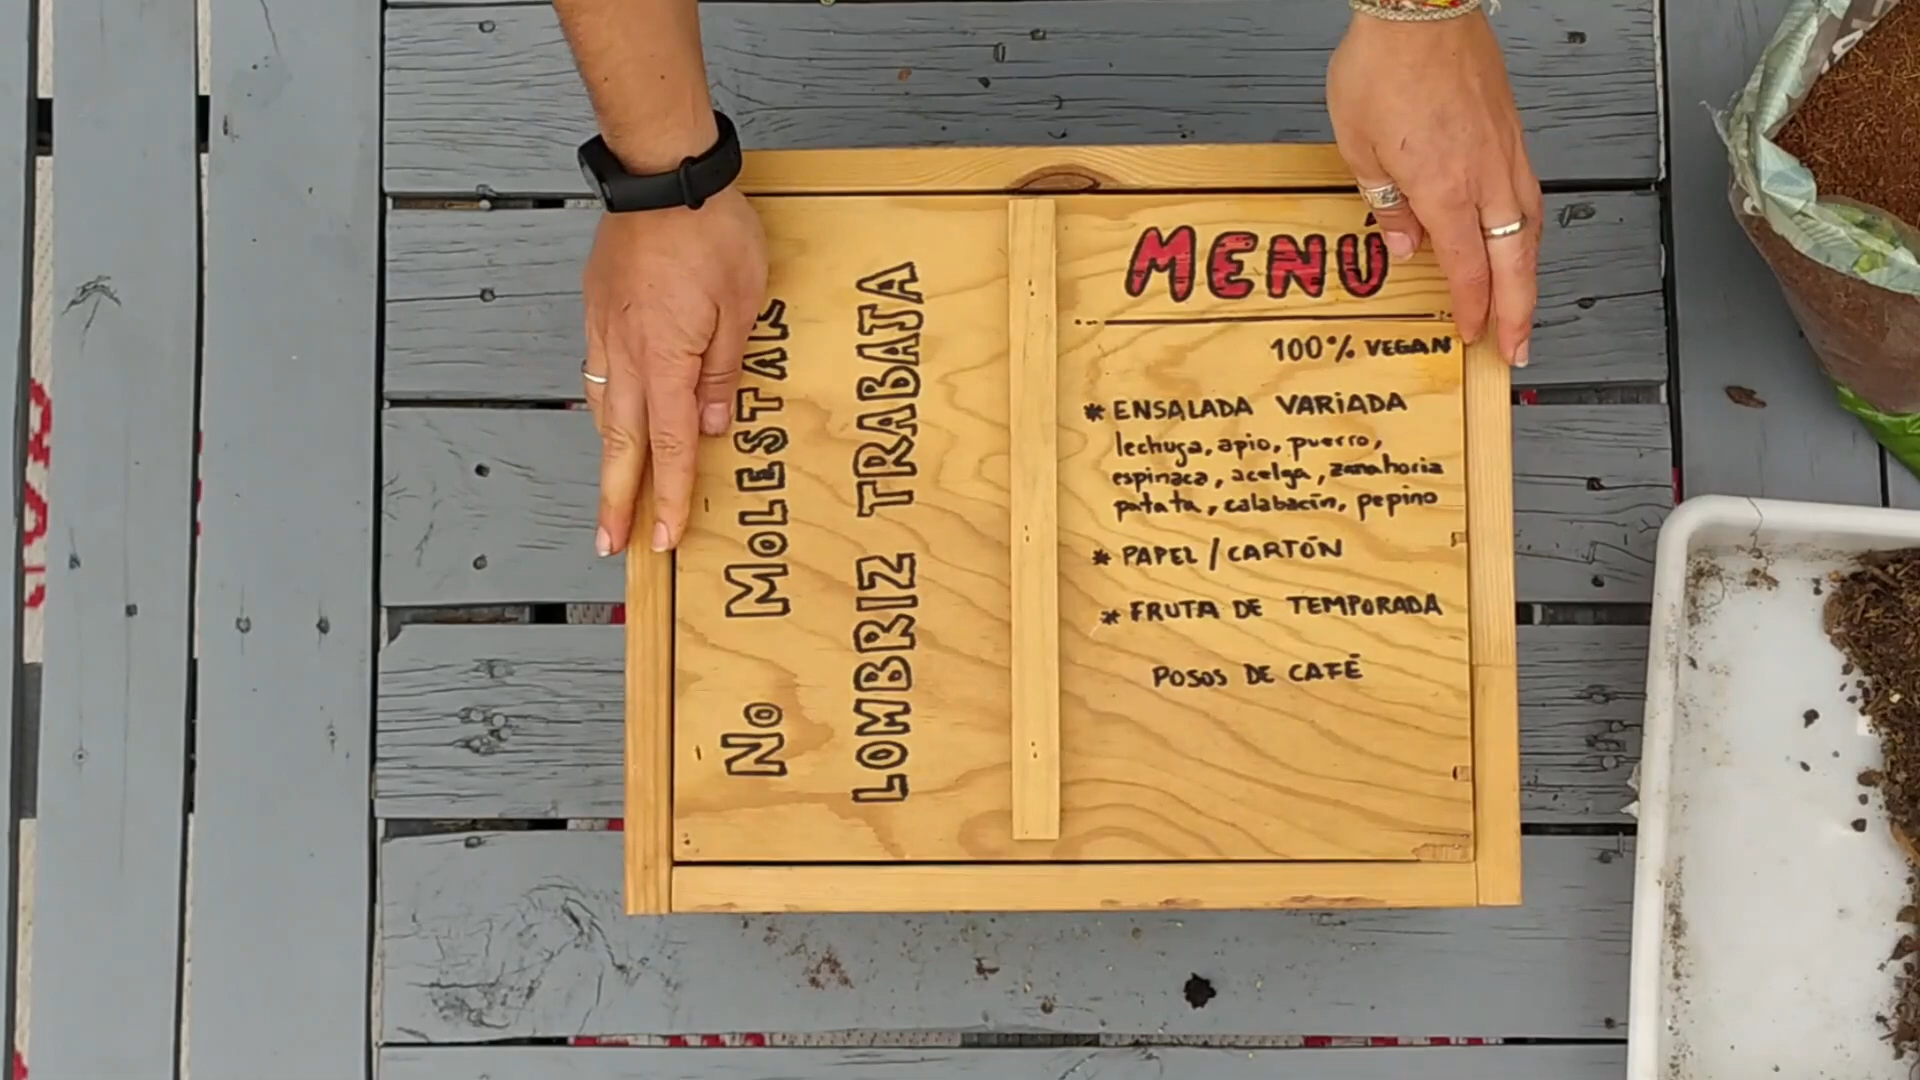 No MOLESTAR
LOMBRIZ TRABATA
MENÚ
100% VEGAN
* ENSALADA VARIADA
lechuga, apio, puerro,
espinaca, acelga, zanahoria
patata, calabacín, pepino
* PAPEL / CARTÓN
* FRUTA DE TEMPORADA
POSOS DE CAFÉ